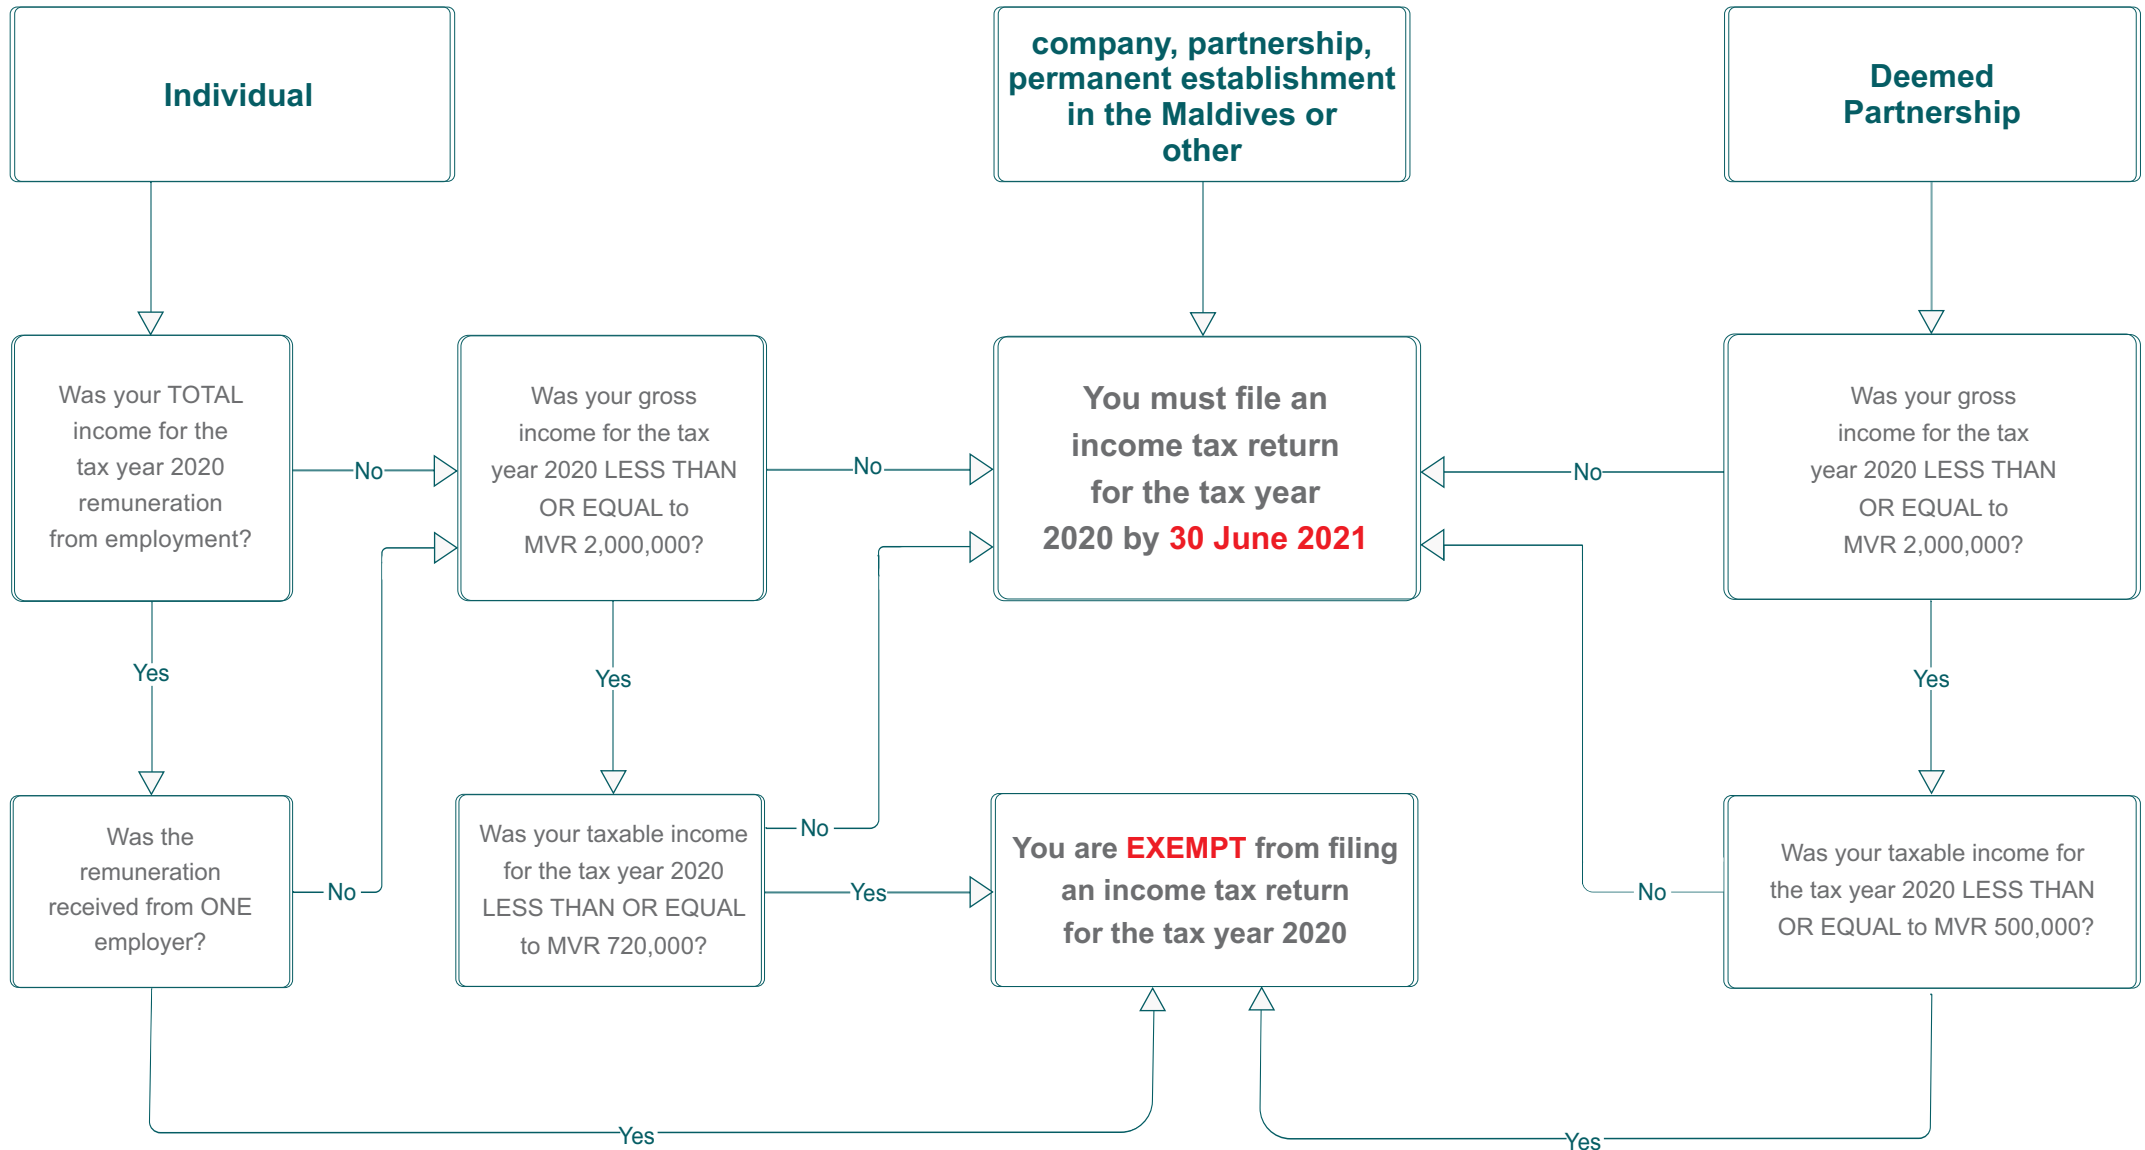 Individual
company, partnership,
permanent establishment
in the Maldives or
other
Deemed
Partnership
Was your TOTAL
income for the
tax year 2020
remuneration
from employment?
No
Was your gross
income for the tax
year 2020 LESS THAN
OR EQUAL to
MVR 2,000,000?
No
You must file an
income tax return
for the tax year
2020 by 30 June 2021
No
Was your gross
income for the tax
year 2020 LESS THAN
OR EQUAL to
MVR 2,000,000?
Yes
Yes
Yes
Was the
remuneration
received from ONE
employer?
No
Was your taxable income
for the tax year 2020
LESS THAN OR EQUAL
to MVR 720,000?
No
Yes
You are EXEMPT from filing
an income tax return
for the tax year 2020
No
Was your taxable income for
the tax year 2020 LESS THAN
OR EQUAL to MVR 500,000?
Yes
Yes